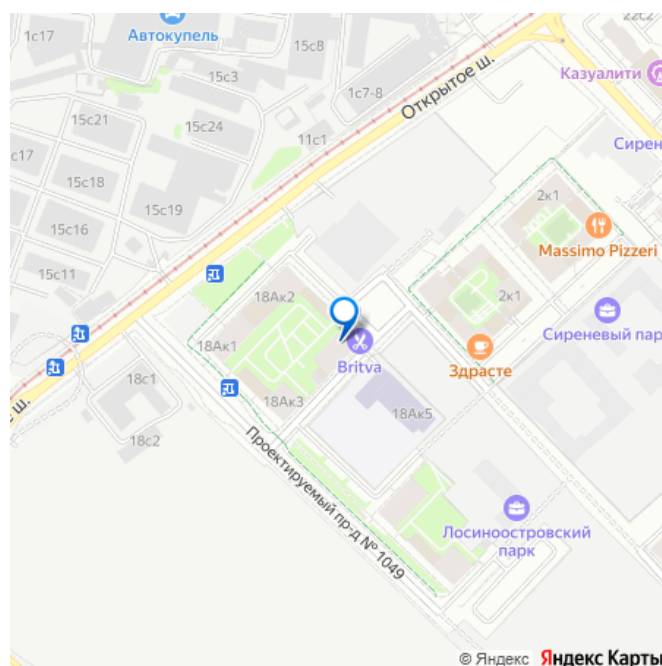 22с2
1с17
Автокупель
15с8
Казуалити
15с3
1с7-8
15с21
15с24
Открытое ш.
11с1
Сирен
с17
15с18
15с19
2к1
15с16
Massimo Pizzeri
15с11
18Ак2
2к1
Сиреневый пар
18Ак1
Britva
Здрасте
18с1
18Ак3
18Ак5
е ш.
18с2
Проектируемый пр-д № 1049
Лосиноостровский
парк
© Яндекс Яндекс Карты